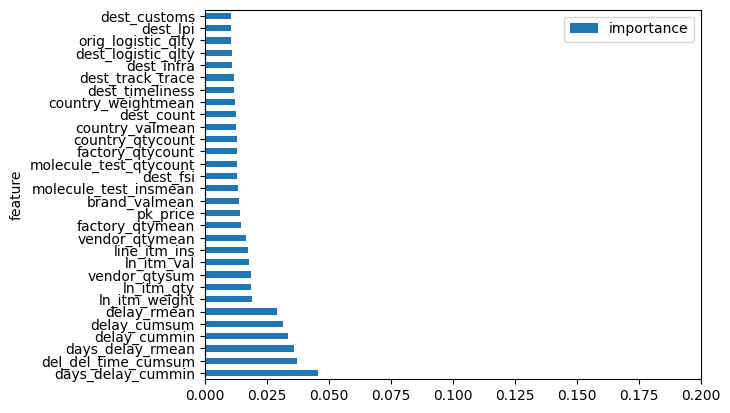 dest_customs
dest_lpi
orig_logistic_qlty
dest_logistic_qlty
dest_infra
dest_track_trace
dest_timeliness
country_weightmean
dest_count
country_valmean
country_qtycount
factory_qtycount
molecule_test_qtycount
dest_fsi
molecule_test_insmean
brand_valmean
pk_price
factory_qtymean
vendor_qtymean
line_itm_ins
ln_itm_val
vendor_qtysum
ln_itm_qty
ln_itm_weight
delay_rmean
delay_cumsum
delay_cummin
days_delay_rmean
del_del_time_cumsum
days_delay_cummin
feature
importance
0.000 0.025 0.050 0.075 0.100 0.125 0.150 0.175 0.200